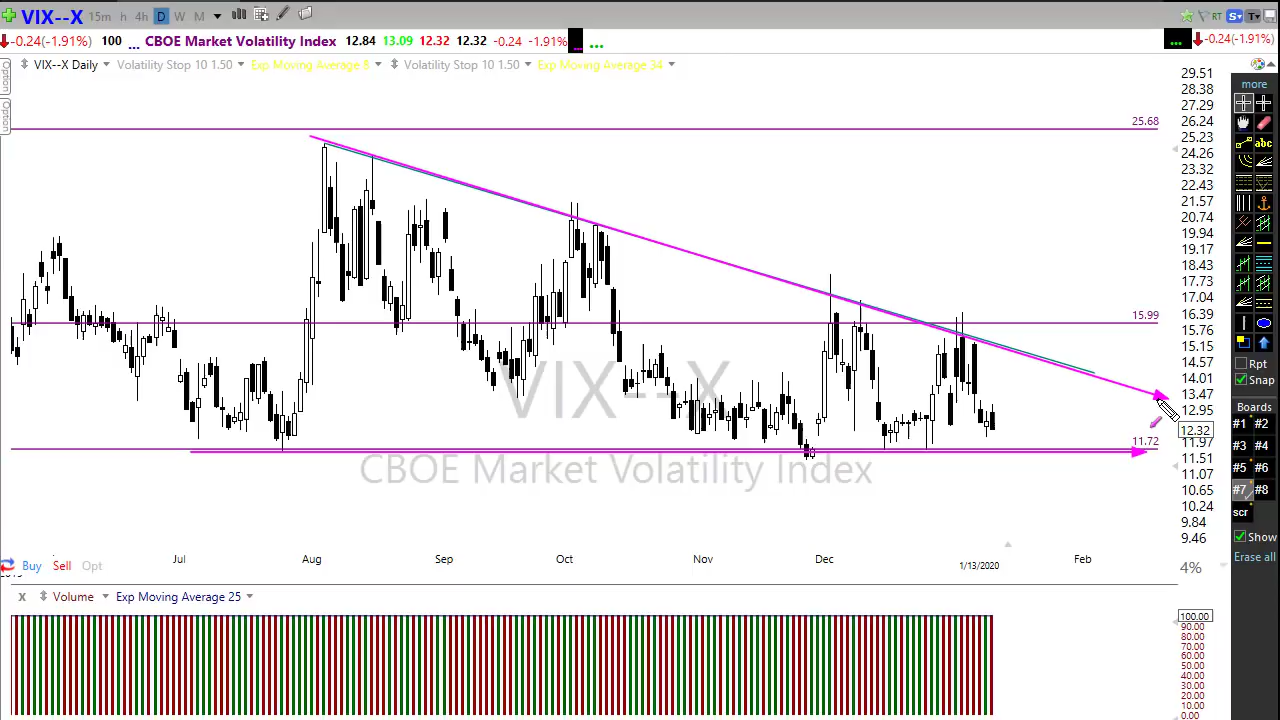 VIX--X
15m h 4h D W M
RT S T
-0.24(-1.91%) 100 ... CBOE Market Volatility Index 12.84 13.09 12.32 12.32 -0.24 -1.91% ... ... ... -0.24(-1.91%)
VIX--X Daily Volatility Stop 10 1.50 Exp Moving Average 8 Volatility Stop 10 1.50 Exp Moving Average 34
Option
Option
29.51
28.38
27.29
26.24
25.23
24.26
23.32
22.43
21.57
20.74
19.94
19.17
18.43
17.73
17.04
16.39
15.76
15.15
14.57
14.01
13.47
12.95
12.32
11.97
11.51
11.07
10.65
10.24
9.84
9.46
25.68
15.99
11.72
VIX--X
CBOE Market Volatility Index
more
abc
Rpt
Snap
Boards
#1 #2
#3 #4
#5 #6
#7 #8
scr
Show
Erase all
Jul Aug Sep Oct Nov Dec 1/13/2020 Feb
Buy Sell Opt
4%
x Volume Exp Moving Average 25
100.00
90.00
80.00
70.00
60.00
50.00
40.00
30.00
20.00
10.00
0.00